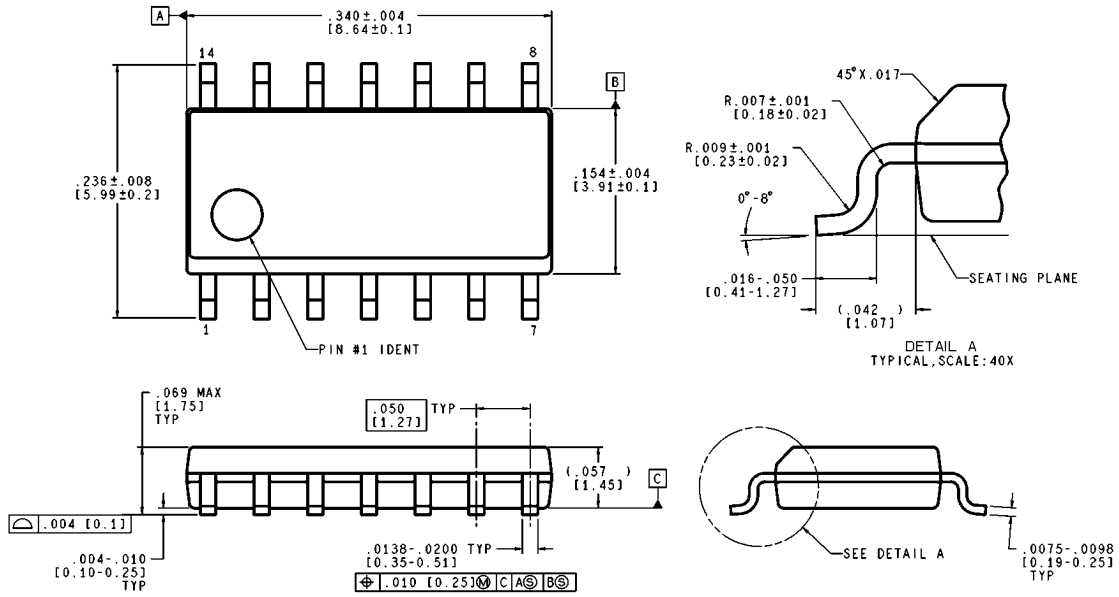 A
.340±.004
[8.64±0.1]
14
8
B
.236±.008
[5.99±0.2]
.154±.004
[3.91±0.1]
1
7
PIN #1 IDENT
45°X.017
R.007±.001
[0.18±0.02]
R.009±.001
[0.23±0.02]
0°-8°
SEATING PLANE
.016-.050
[0.41-1.27]
(.042 )
[1.07]
DETAIL A
TYPICAL,SCALE:40X
.069 MAX
[1.75]
TYP
.050 TYP
[1.27]
(.057 )
[1.45]
C
.004 [0.1]
.004-.010
[0.10-0.25]
TYP
.0138-.0200 TYP
[0.35-0.51]
⌖ .010 [0.25]Ⓜ C AⓈ BⓈ
SEE DETAIL A
.0075-.0098
[0.19-0.25]
TYP